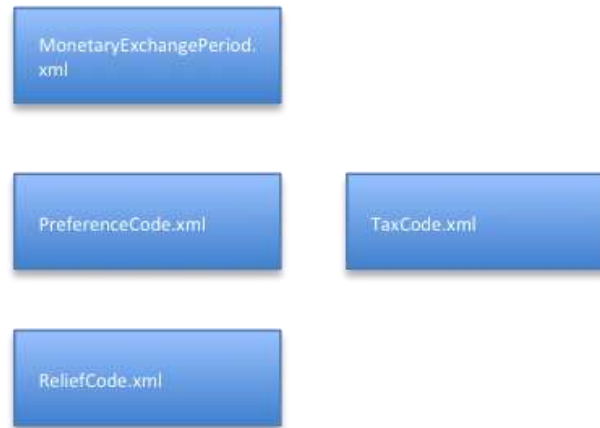 MonetaryExchangePeriod.
xml
PreferenceCode.xml
TaxCode.xml
ReliefCode.xml